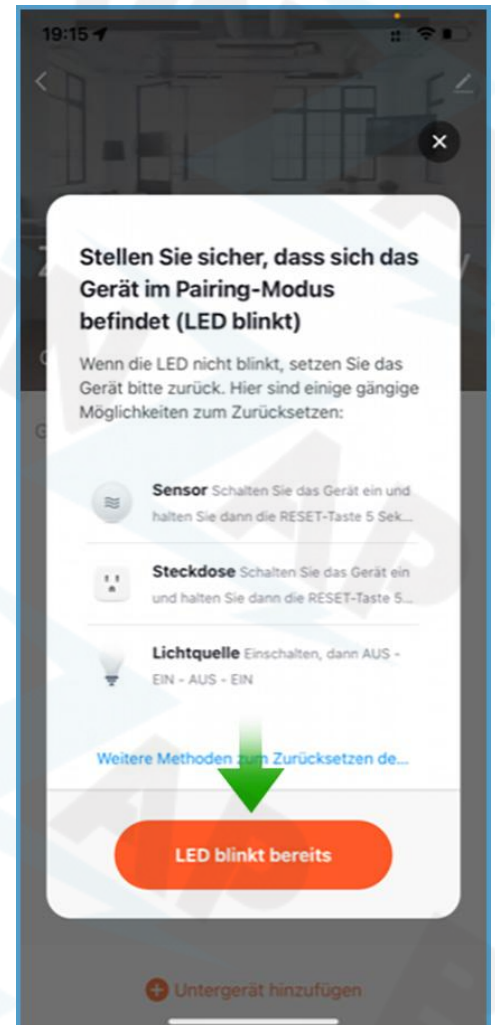 19:15
Stellen Sie sicher, dass sich das
Gerät im Pairing-Modus
befindet (LED blinkt)
Wenn die LED nicht blinkt, setzen Sie das
Gerät bitte zurück. Hier sind einige gängige
Möglichkeiten zum Zurücksetzen:
Sensor Schalten Sie das Gerät ein und
halten Sie dann die RESET-Taste 5 Sek...
Steckdose Schalten Sie das Gerät ein
und halten Sie dann die RESET-Taste 5...
Lichtquelle Einschalten, dann AUS -
EIN - AUS - EIN
Weitere Methoden zum Zurücksetzen de...
LED blinkt bereits
Untergerät hinzufügen